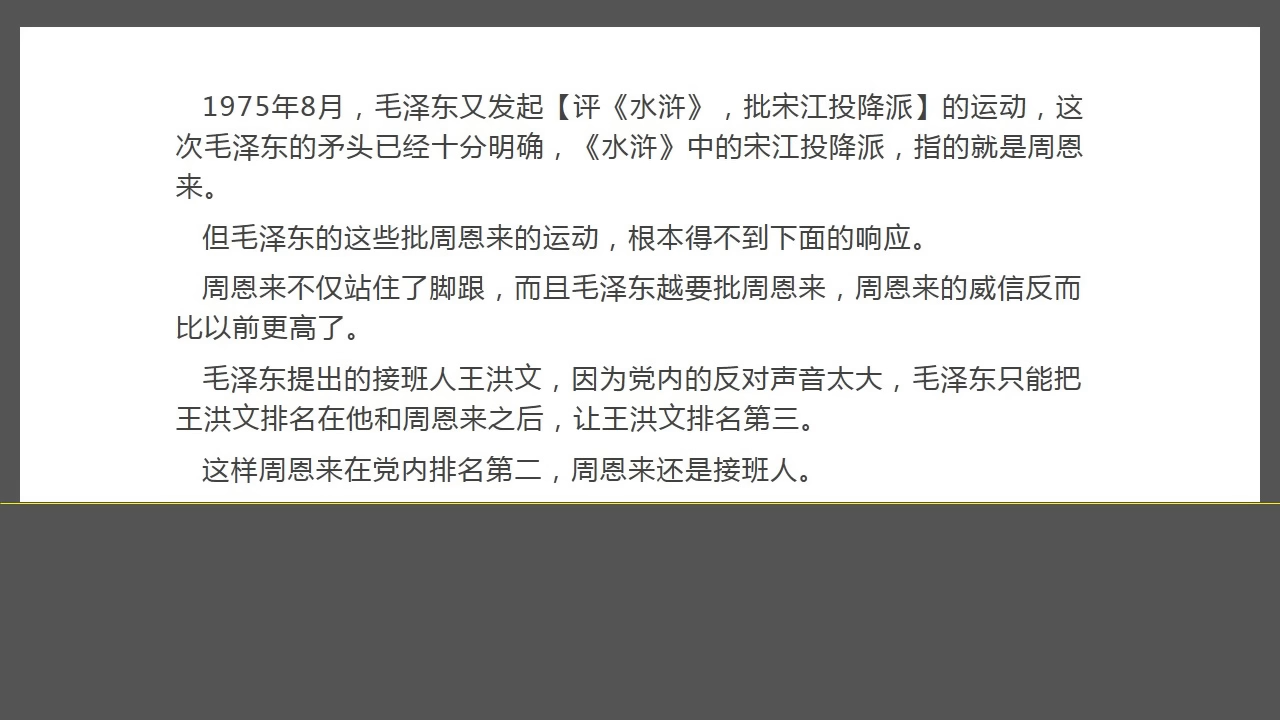 1975年8月，毛泽东又发起【评《水浒》，批宋江投降派】的运动，这
次毛泽东的矛头已经十分明确，《水浒》中的宋江投降派，指的就是周恩
来。
但毛泽东的这些批周恩来的运动，根本得不到下面的响应。
周恩来不仅站住了脚跟，而且毛泽东越要批周恩来，周恩来的威信反而
比以前更高了。
毛泽东提出的接班人王洪文，因为党内的反对声音太大，毛泽东只能把
王洪文排名在他和周恩来之后，让王洪文排名第三。
这样周恩来在党内排名第二，周恩来还是接班人。